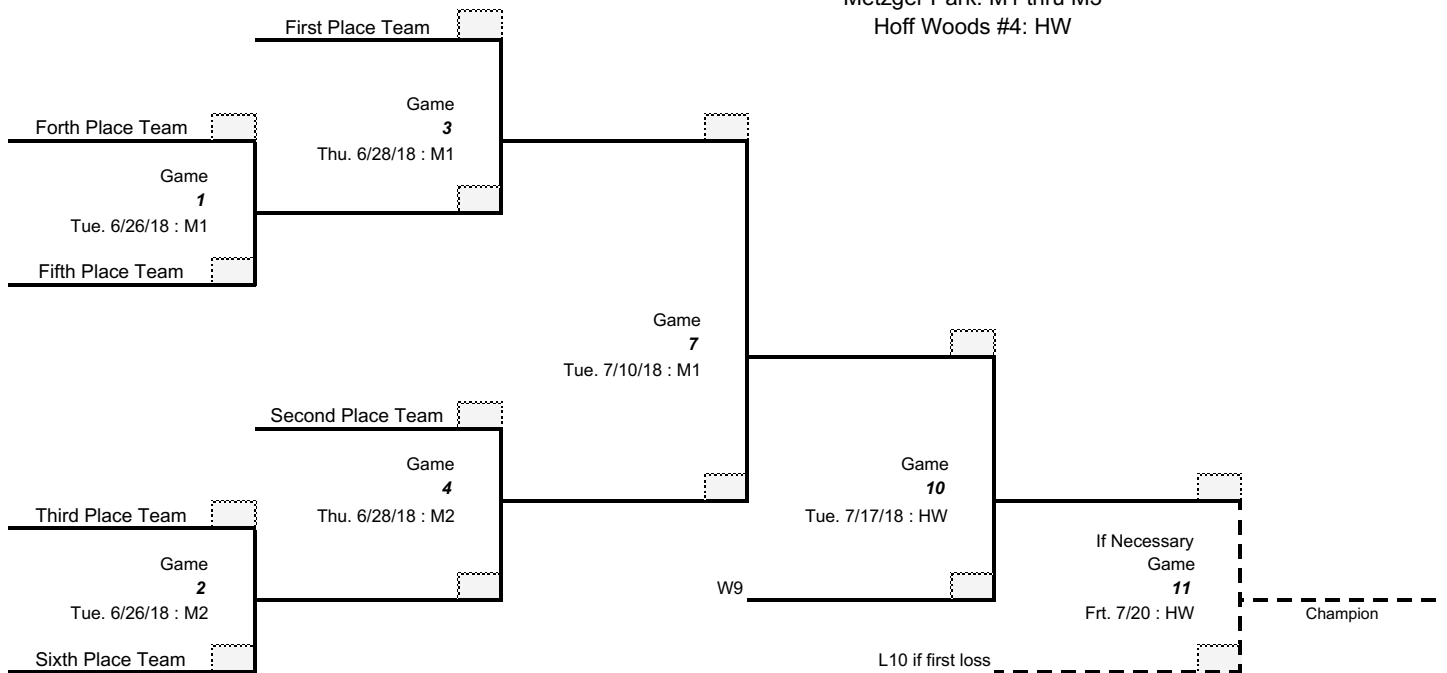 Metzger Park: M1 thru M5
Hoff Woods #4: HW
First Place Team
Game
3
Thu. 6/28/18 : M1
Forth Place Team
Game
1
Tue. 6/26/18 : M1
Fifth Place Team
Game
7
Tue. 7/10/18 : M1
Second Place Team
Game
4
Thu. 6/28/18 : M2
Third Place Team
Game
2
Tue. 6/26/18 : M2
Sixth Place Team
Game
10
Tue. 7/17/18 : HW
W9
If Necessary
Game
11
Frt. 7/20 : HW
Champion
L10 if first loss